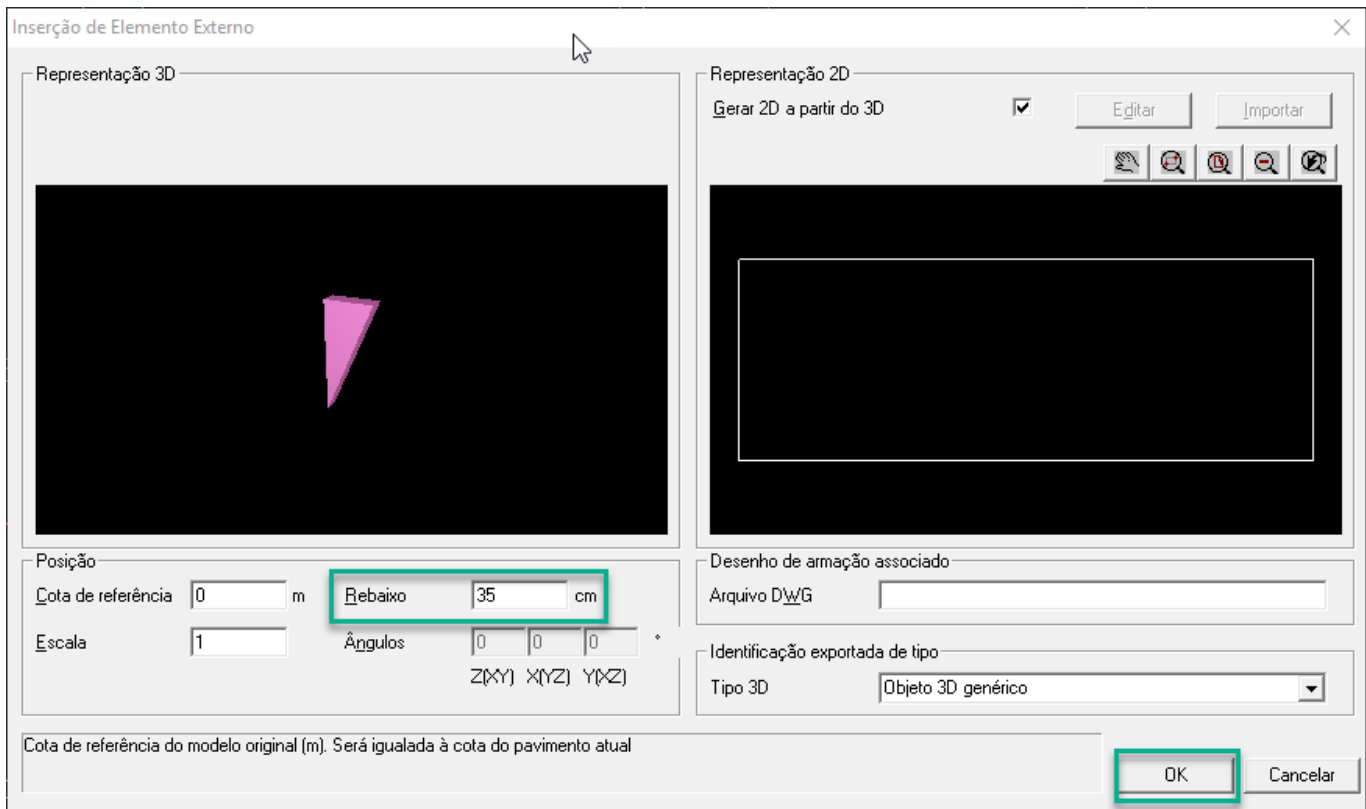 Inserção de Elemento Externo
Representação 3D
Representação 2D
Gerar 2D a partir do 3D
Editar
Importar
Posição
Cota de referência 0 m Rebaixo 35 cm
Escala 1 Ângulos 0 0 0 °
Z(XY) X(YZ) Y(XZ)
Desenho de armação associado
Arquivo DWG
Identificação exportada de tipo
Tipo 3D Objeto 3D genérico
Cota de referência do modelo original (m). Será igualada à cota do pavimento atual
OK Cancelar